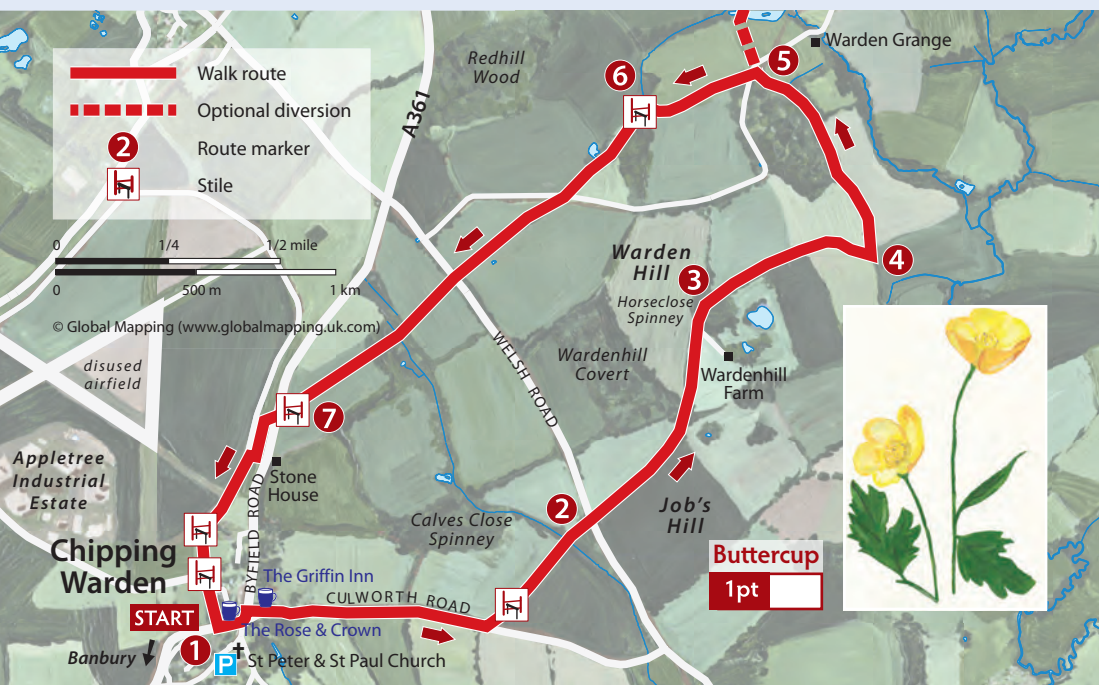 Walk route
Optional diversion
2
Route marker
Stile
0
1/4
1/2 mile
0
500 m
1 km
© Global Mapping (www.globalmapping.uk.com)
Redhill
Wood
A361
6
5
Warden Grange
4
Warden
Hill
3
Horseclose
Spinney
Wardenhill
Covert
Wardenhill
Farm
WELSH ROAD
disused
airfield
7
Appletree
Industrial
Estate
Stone
House
BYFIELD ROAD
Calves Close
Spinney
2
Job's
Hill
Chipping
Warden
The Griffin Inn
CULWORTH ROAD
START
The Rose & Crown
1
Banbury
P
St Peter & St Paul Church
Buttercup
1pt